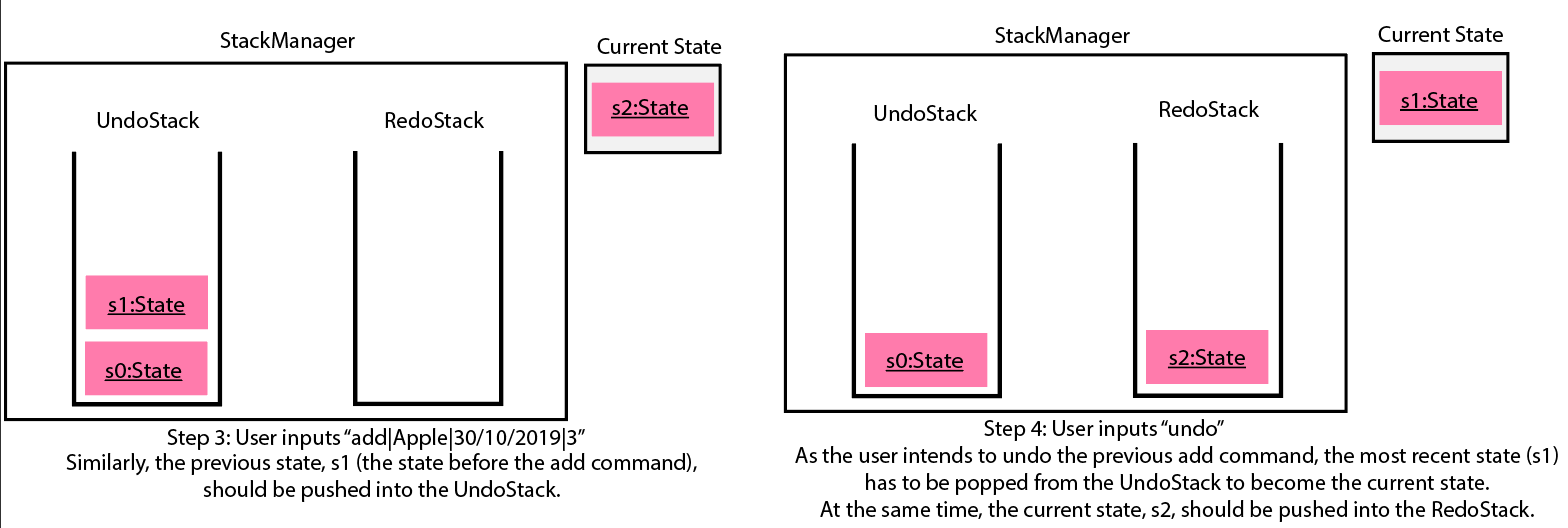 StackManager
Current State
s2:State
UndoStack
RedoStack
s1:State
s0:State
Step 3: User inputs “add|Apple|30/10/2019|3”
Similarly, the previous state, s1 (the state before the add command),
should be pushed into the UndoStack.
StackManager
Current State
s1:State
UndoStack
RedoStack
s0:State
s2:State
Step 4: User inputs “undo”
As the user intends to undo the previous add command, the most recent state (s1)
has to be popped from the UndoStack to become the current state.
At the same time, the current state, s2, should be pushed into the RedoStack.